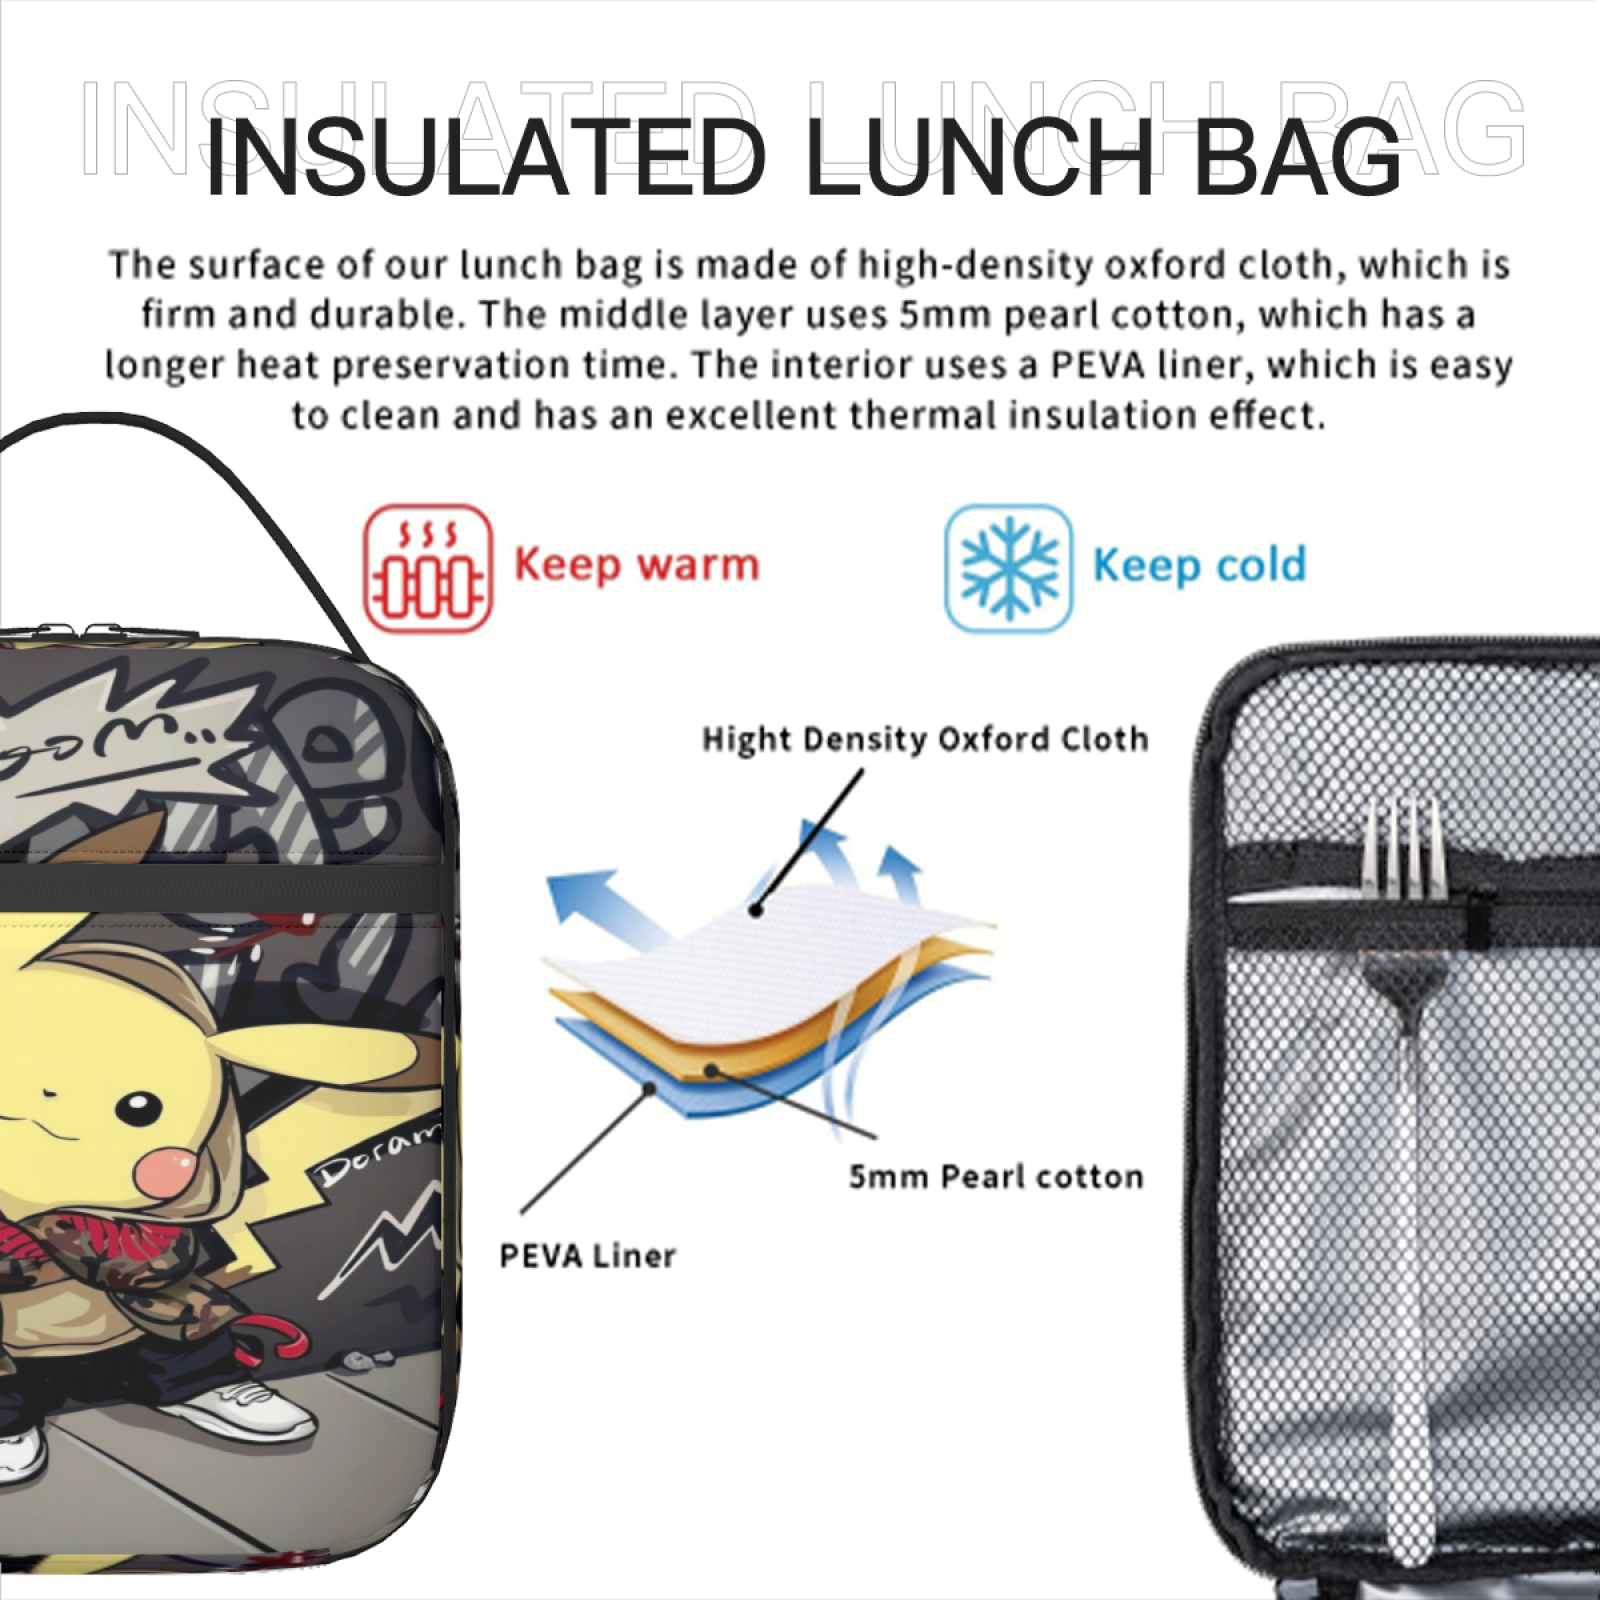 INSULATED LUNCH BAG
INSULATED LUNCH BAG
The surface of our lunch bag is made of high-density oxford cloth, which is
firm and durable. The middle layer uses 5mm pearl cotton, which has a
longer heat preservation time. The interior uses a PEVA liner, which is easy
to clean and has an excellent thermal insulation effect.
Keep warm
Keep cold
Hight Density Oxford Cloth
5mm Pearl cotton
PEVA Liner
Doram